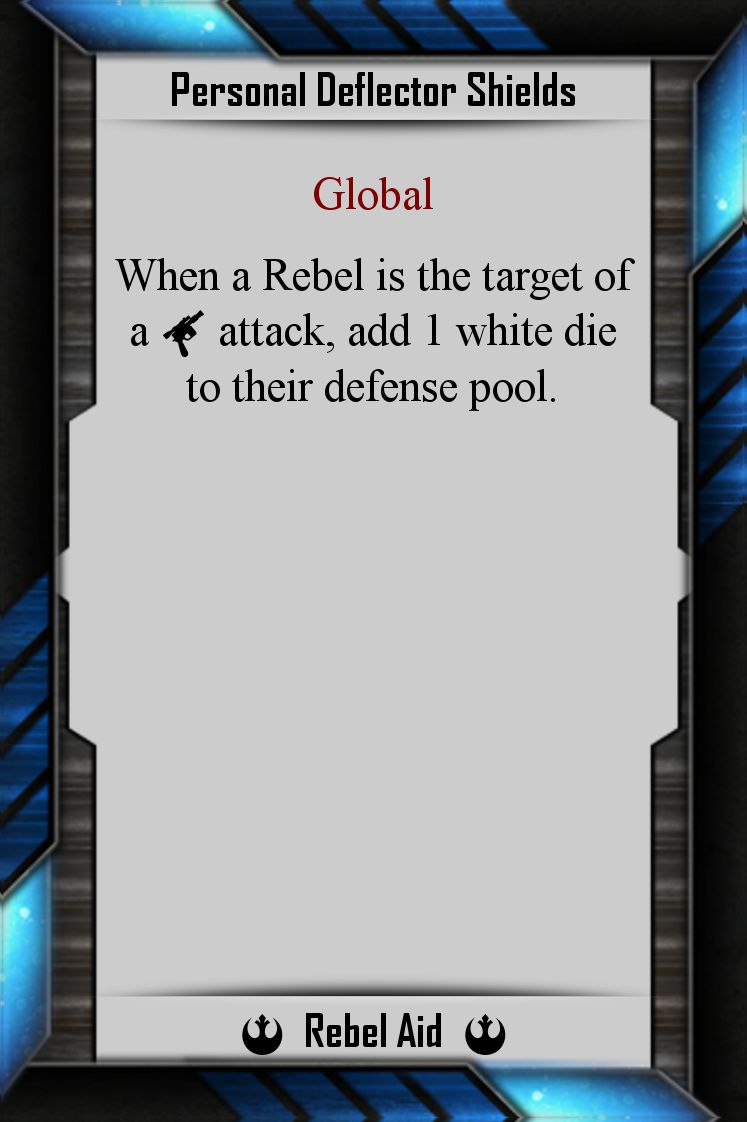 Personal Deflector Shields
Global
When a Rebel is the target of
a attack, add 1 white die
to their defense pool.
Rebel Aid